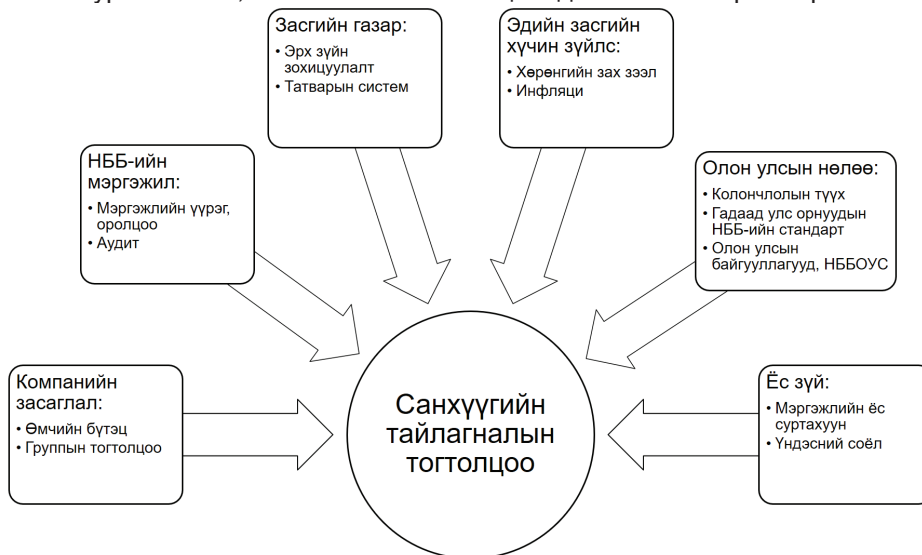 Засгийн газар:
• Эрх зүйн
зохицуулалт
• Татварын систем
Эдийн засгийн
хүчин зүйлс:
• Хөрөнгийн зах зээл
• Инфляци
НББ-ийн
мэргэжил:
• Мэргэжлийн үүрэг,
оролцоо
• Аудит
Олон улсын нөлөө:
• Колончлолын түүх
• Гадаад улс орнуудын
НББ-ийн стандарт
• Олон улсын
байгууллагууд, НББОУС
Компанийн
засаглал:
• Өмчийн бүтэц
• Группын тогтолцоо
Санхүүгийн
тайлагналын
тогтолцоо
Ёс зүй:
• Мэргэжлийн ёс
суртахуун
• Үндэсний соёл